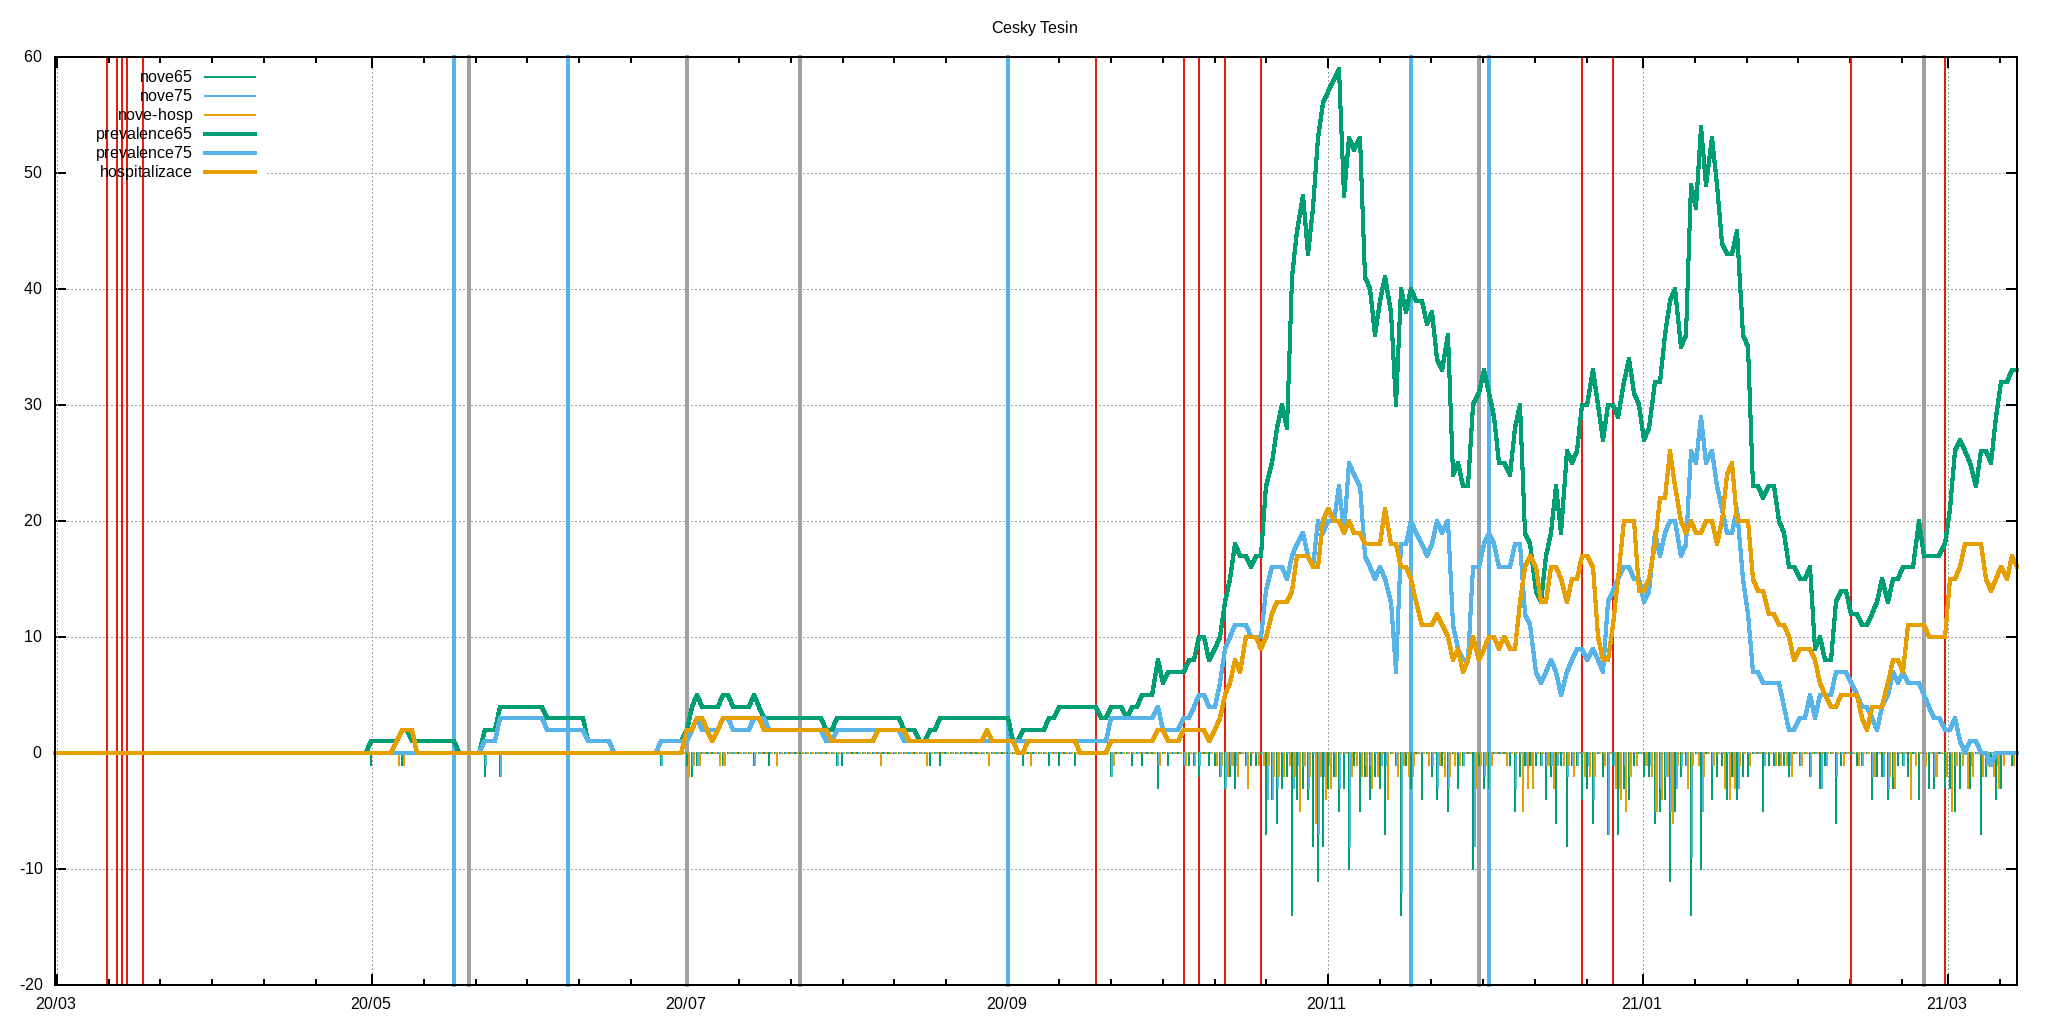 Cesky Tesin
60
50
40
30
20
10
0
-10
-20
nove65
nove75
nove-hosp
prevalence65
prevalence75
hospitalizace
20/03 20/05 20/07 20/09 20/11 21/01 21/03